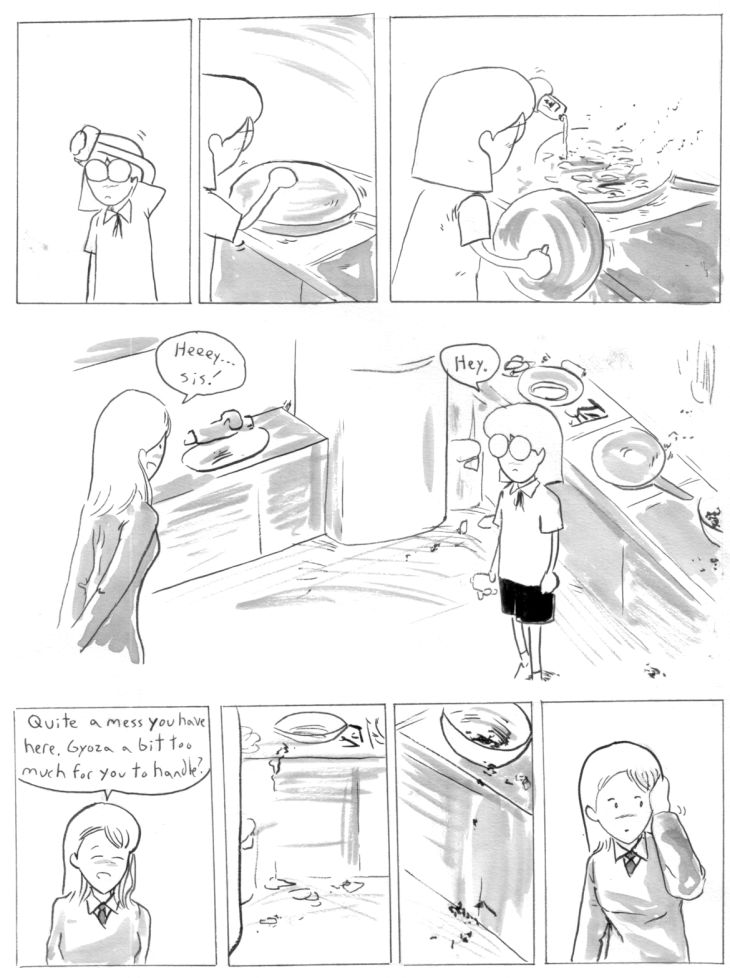 Heeey...
sis!
Hey.
Quite a mess you have
here. Gyoza a bit too
much for you to handle?